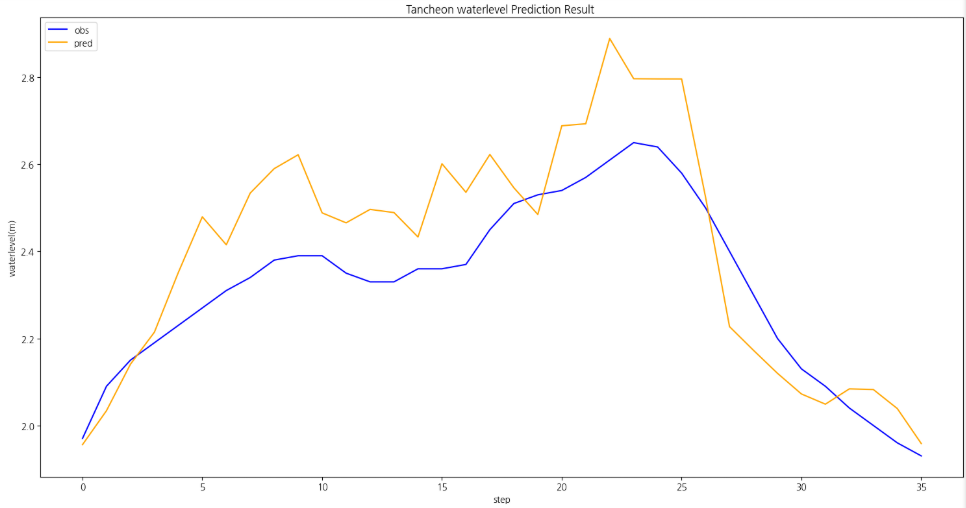 Tancheon waterlevel Prediction Result
obs
pred
waterlevel(m)
2.8
2.6
2.4
2.2
2.0
0 5 10 15 20 25 30 35
step